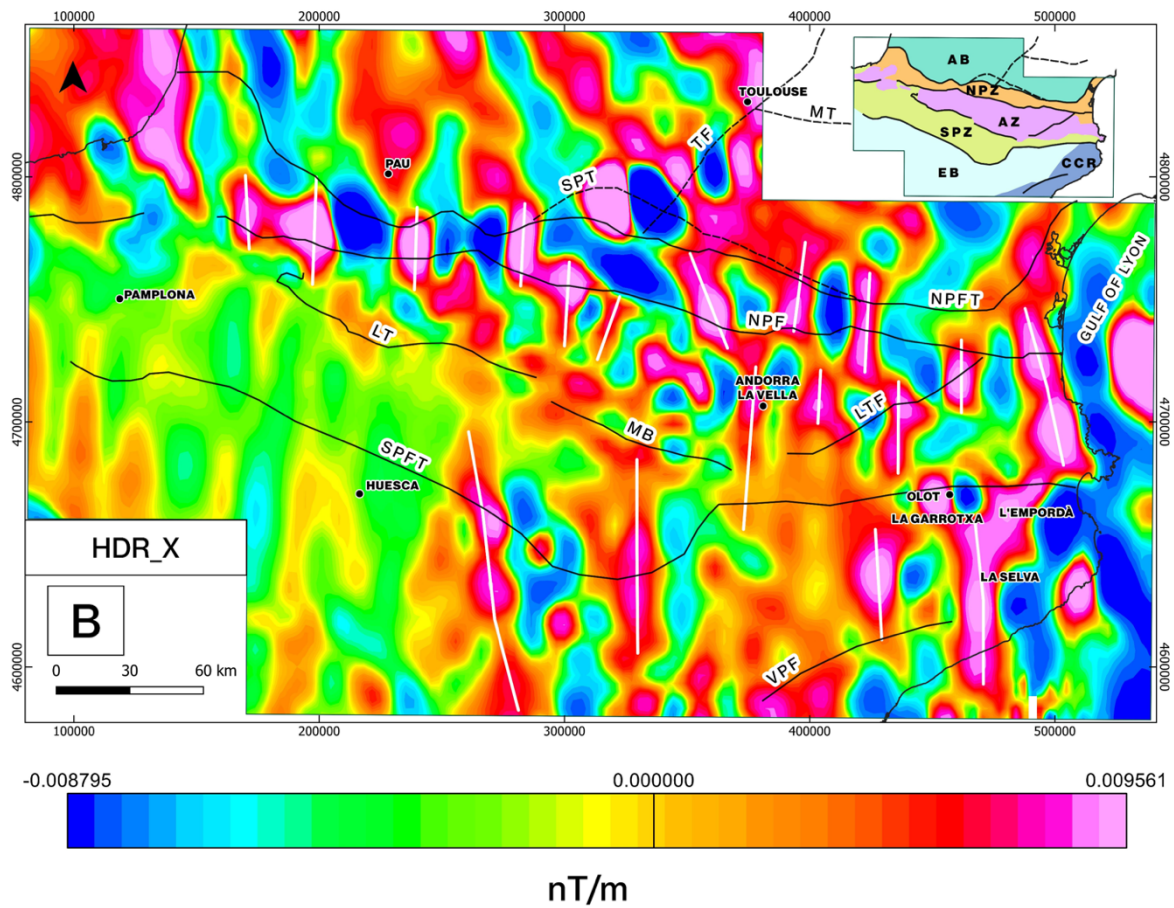 100000 200000 300000 400000 500000
4800000
4700000
4600000
4800000
4700000
4600000
TOULOUSE
MT
TF
AB
NPZ
AZ
SPZ
EB
CCR
PAU
SPT
GULF OF LYON
PAMPLONA
NPFT
NPF
LT
ANDORRA
LA VELLA
LTF
MB
SPFT
HUESCA
OLOT
LA GARROTXA
L'EMPORDÀ
LA SELVA
VPF
HDR_X
B
0 30 60 km
100000 200000 300000 400000 500000
-0.008795 0.000000 0.009561
nT/m